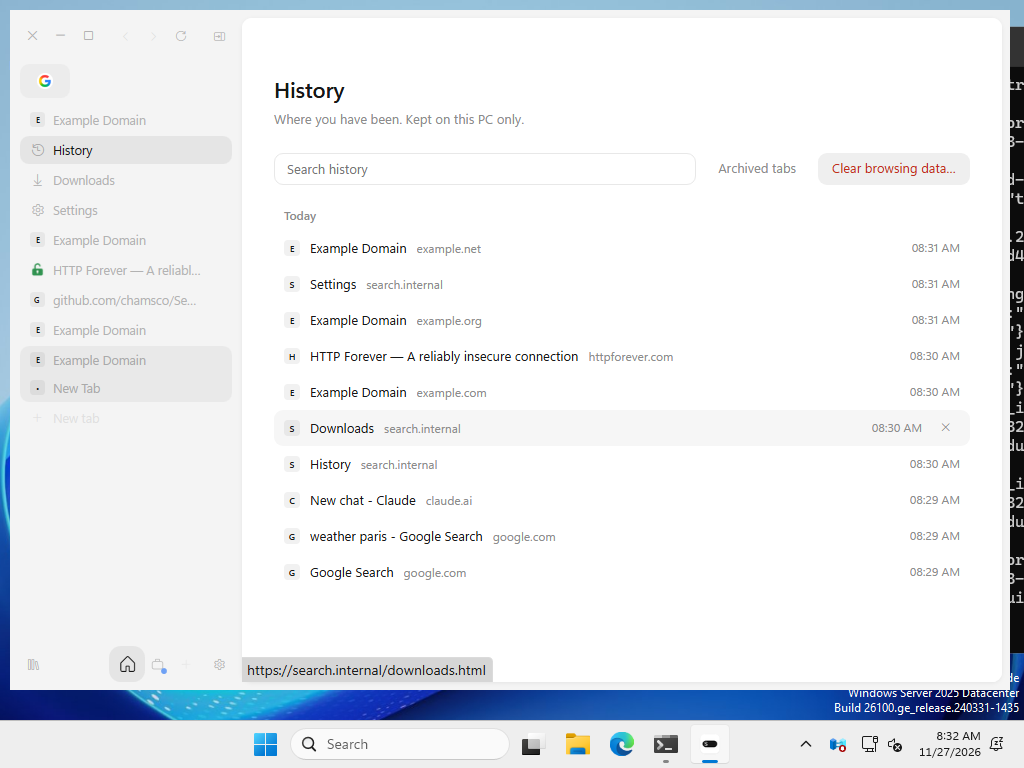 Example Domain
History
Downloads
Settings
Example Domain
HTTP Forever — A reliabl...
github.com/chamsco/Se...
Example Domain
Example Domain
New Tab
New tab
History
Where you have been. Kept on this PC only.
Search history
Archived tabs
Clear browsing data...
Today
E Example Domain example.net 08:31 AM
S Settings search.internal 08:31 AM
E Example Domain example.org 08:31 AM
H HTTP Forever — A reliably insecure connection httpforever.com 08:30 AM
E Example Domain example.com 08:30 AM
S Downloads search.internal 08:30 AM
S History search.internal 08:30 AM
C New chat - Claude claude.ai 08:29 AM
G weather paris - Google Search google.com 08:29 AM
G Google Search google.com 08:29 AM
https://search.internal/downloads.html
Windows Server 2025 Datacenter
Build 26100.ge_release.240331-1435
Search
8:32 AM
11/27/2026